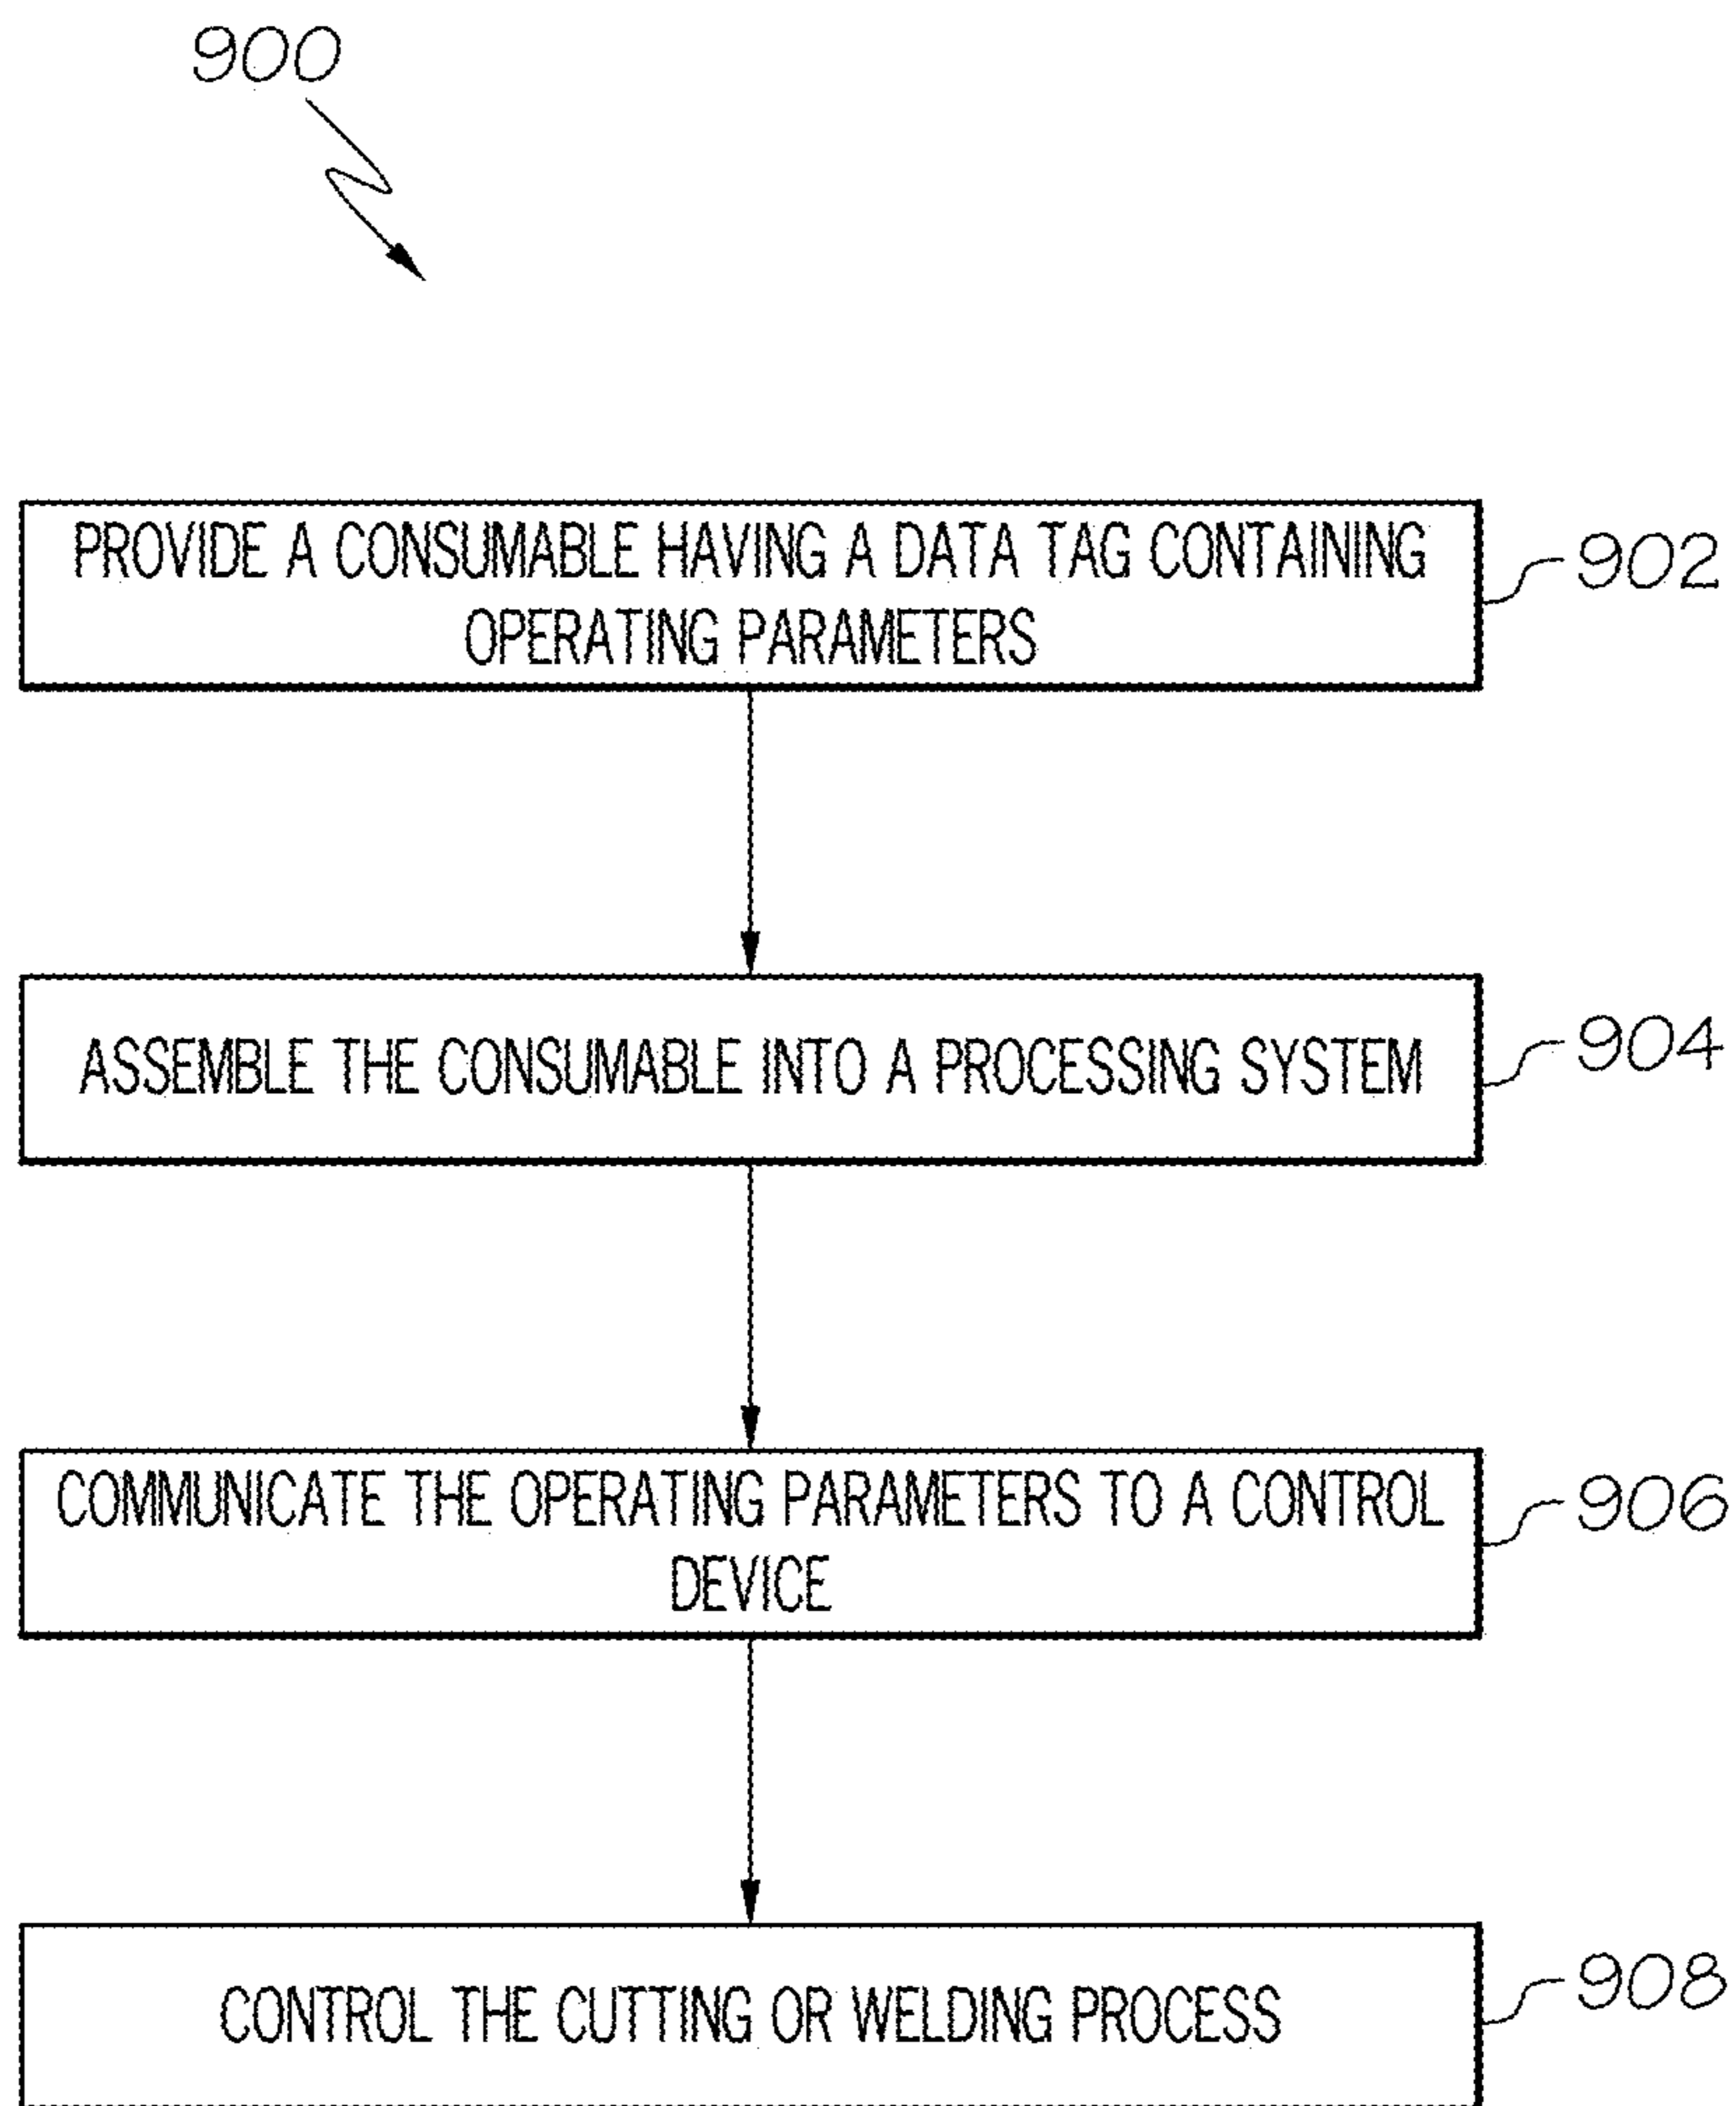 900
PROVIDE A CONSUMABLE HAVING A DATA TAG CONTAINING
OPERATING PARAMETERS
902
ASSEMBLE THE CONSUMABLE INTO A PROCESSING SYSTEM
904
COMMUNICATE THE OPERATING PARAMETERS TO A CONTROL
DEVICE
906
CONTROL THE CUTTING OR WELDING PROCESS
908